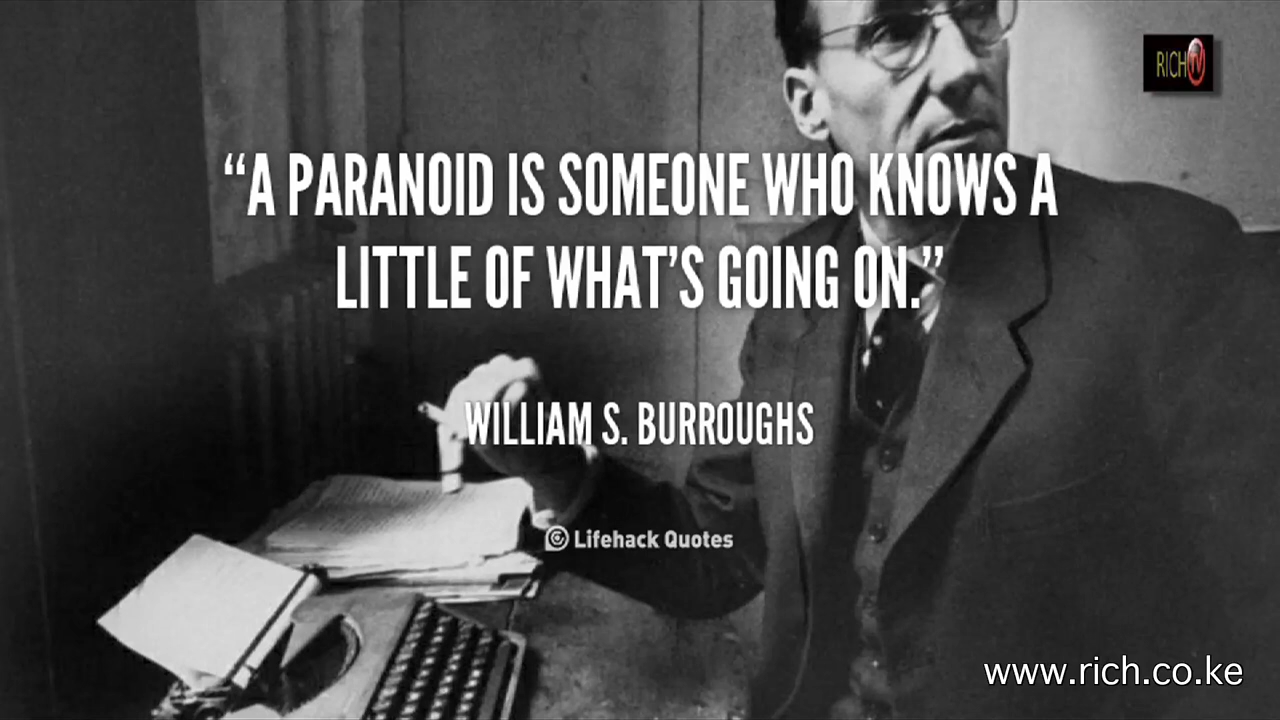 RICH TV
“A PARANOID IS SOMEONE WHO KNOWS A
LITTLE OF WHAT’S GOING ON.”
WILLIAM S. BURROUGHS
Lifehack Quotes
www.rich.co.ke